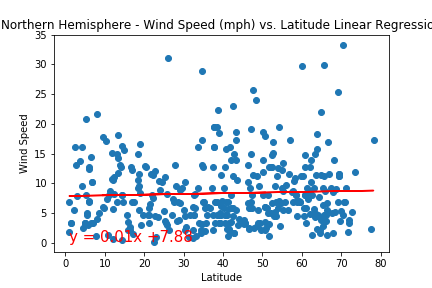 Northern Hemisphere - Wind Speed (mph) vs. Latitude Linear Regressio
35
30
25
20
15
10
5
0
Wind Speed
y = 0.01x +7.88
0 10 20 30 40 50 60 70 80
Latitude